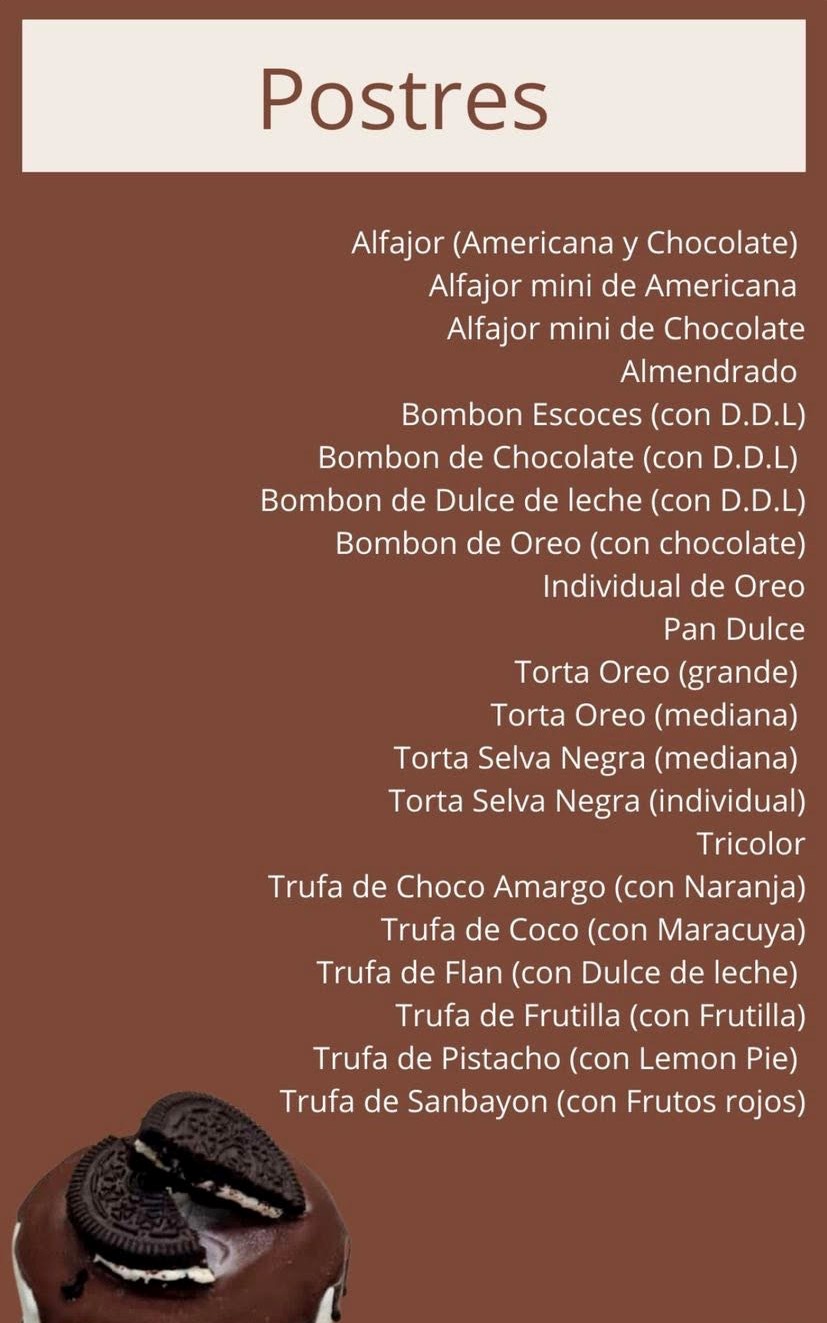 Postres
Alfajor (Americana y Chocolate)
Alfajor mini de Americana
Alfajor mini de Chocolate
Almendrado
Bombon Escoces (con D.D.L)
Bombon de Chocolate (con D.D.L)
Bombon de Dulce de leche (con D.D.L)
Bombon de Oreo (con chocolate)
Individual de Oreo
Pan Dulce
Torta Oreo (grande)
Torta Oreo (mediana)
Torta Selva Negra (mediana)
Torta Selva Negra (individual)
Tricolor
Trufa de Choco Amargo (con Naranja)
Trufa de Coco (con Maracuya)
Trufa de Flan (con Dulce de leche)
Trufa de Frutilla (con Frutilla)
Trufa de Pistacho (con Lemon Pie)
Trufa de Sanbayon (con Frutos rojos)